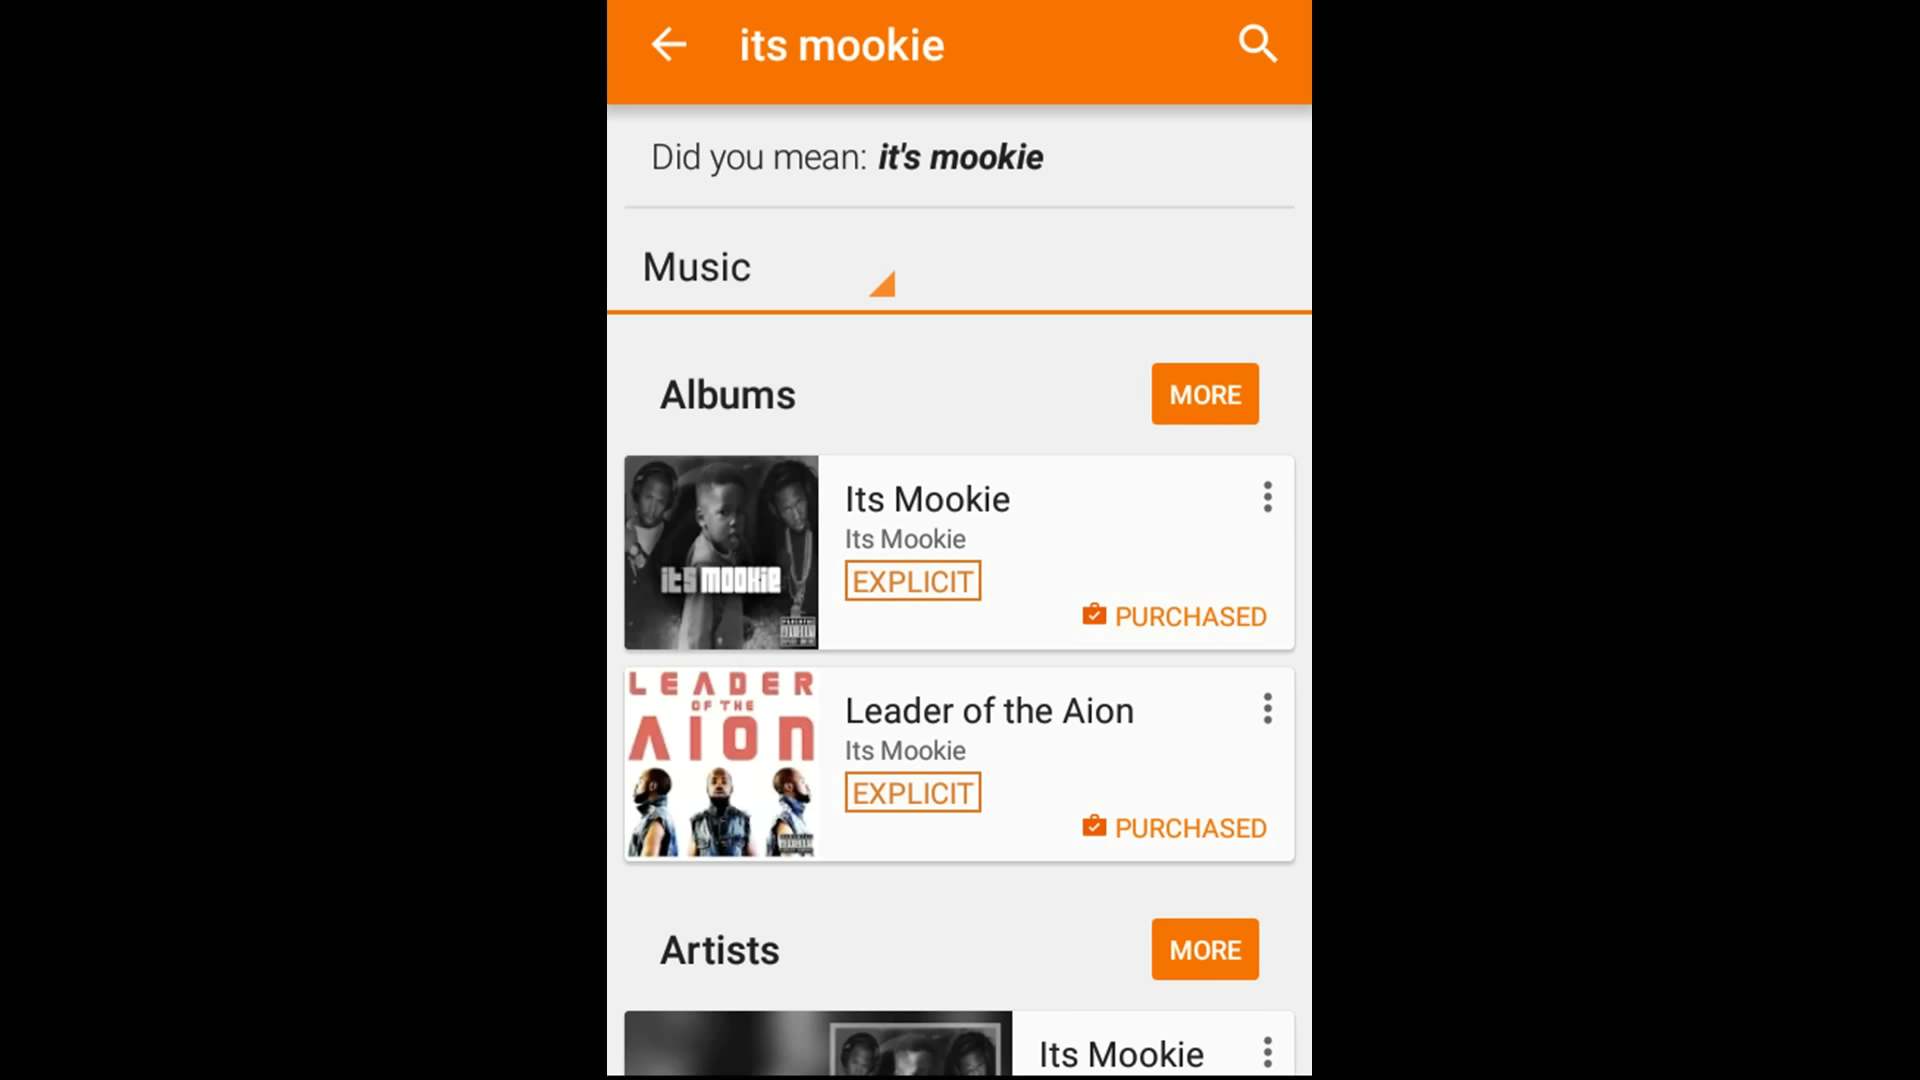 its mookie
Did you mean: it's mookie
Music
Albums
MORE
its mookie
Its Mookie
Its Mookie
EXPLICIT
PURCHASED
LEADER
OF THE
AION
Leader of the Aion
Its Mookie
EXPLICIT
PURCHASED
Artists
MORE
Its Mookie